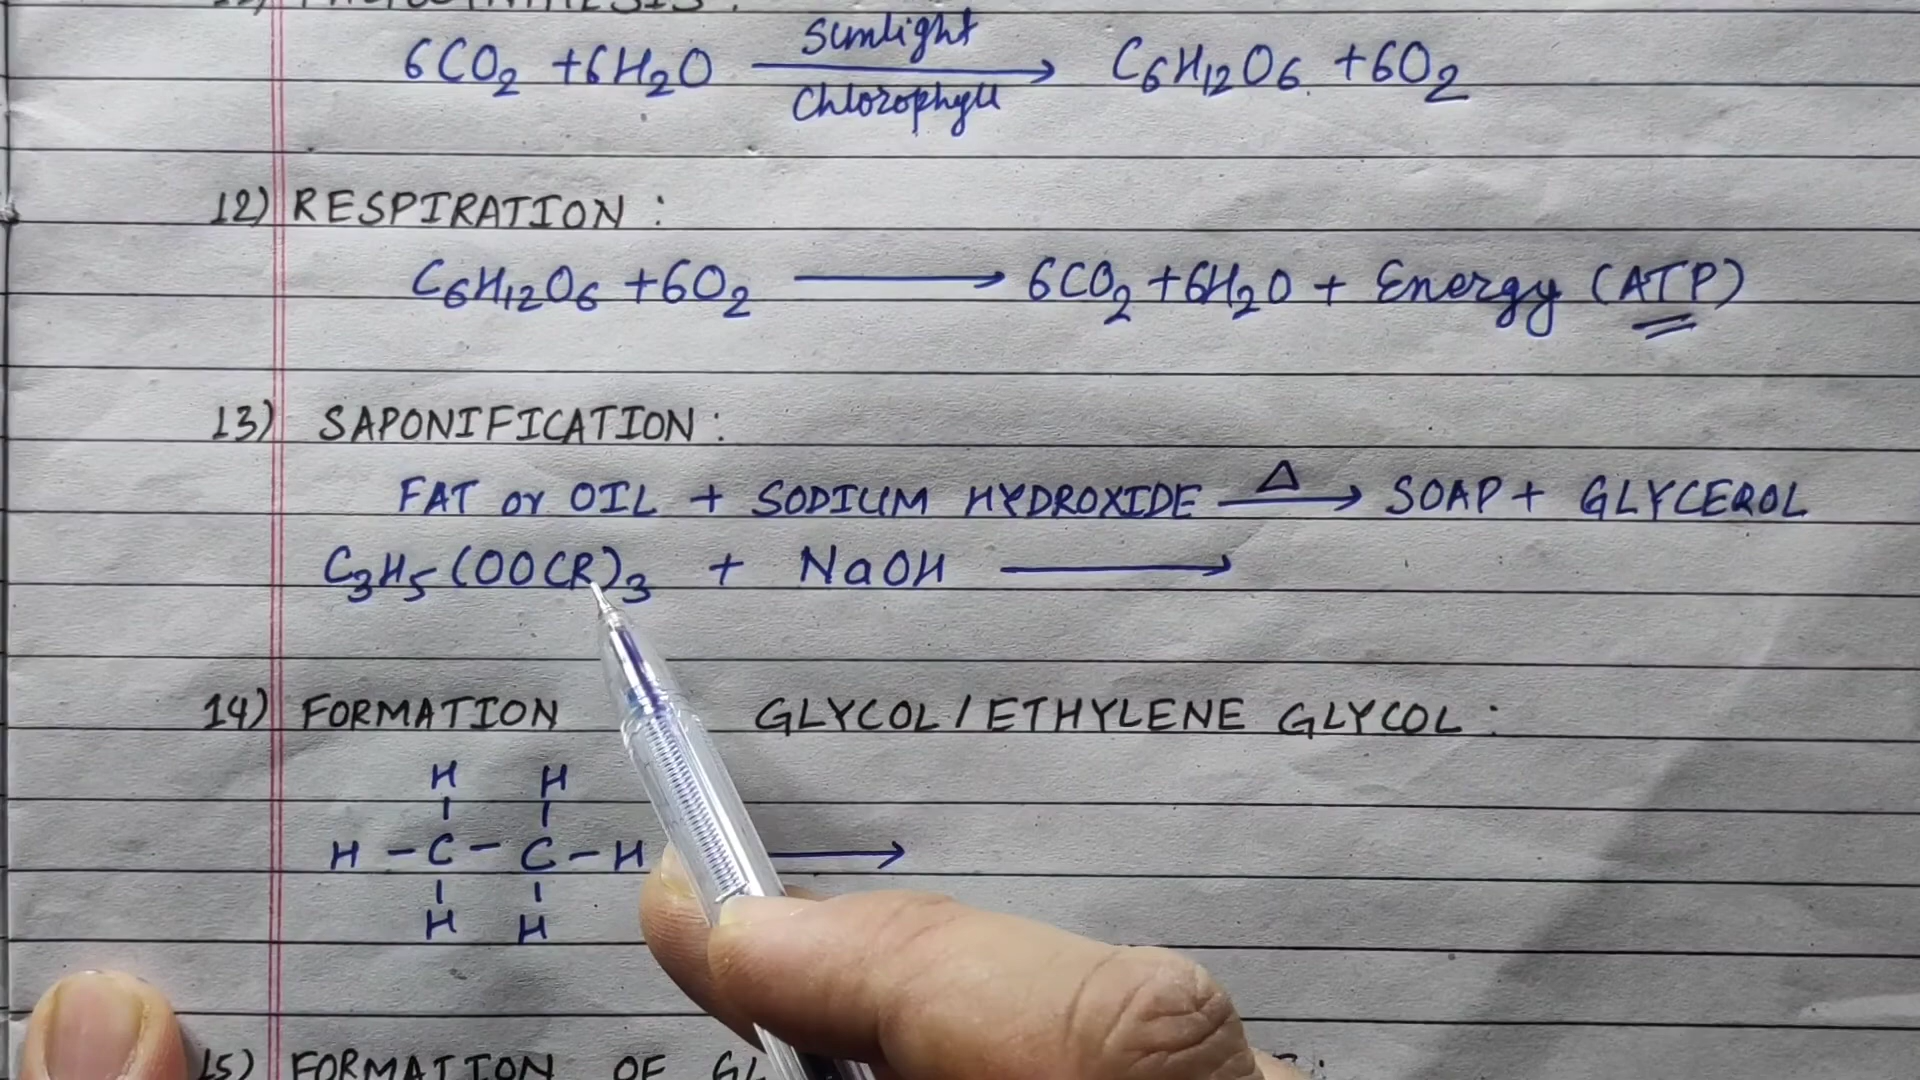 6CO2 +6H2O Sunlight Chlorophyll → C6H12O6 +6O2
12) RESPIRATION :
C6H12O6 +6O2 → 6CO2 +6H2O + Energy (ATP)
13) SAPONIFICATION :
FAT or OIL + SODIUM HYDROXIDE Δ → SOAP + GLYCEROL
C3H5(OOCR)3 + NaOH →
14) FORMATION GLYCOL / ETHYLENE GLYCOL :
H H
H - C - C - H →
H H
15) FORMATION OF GL